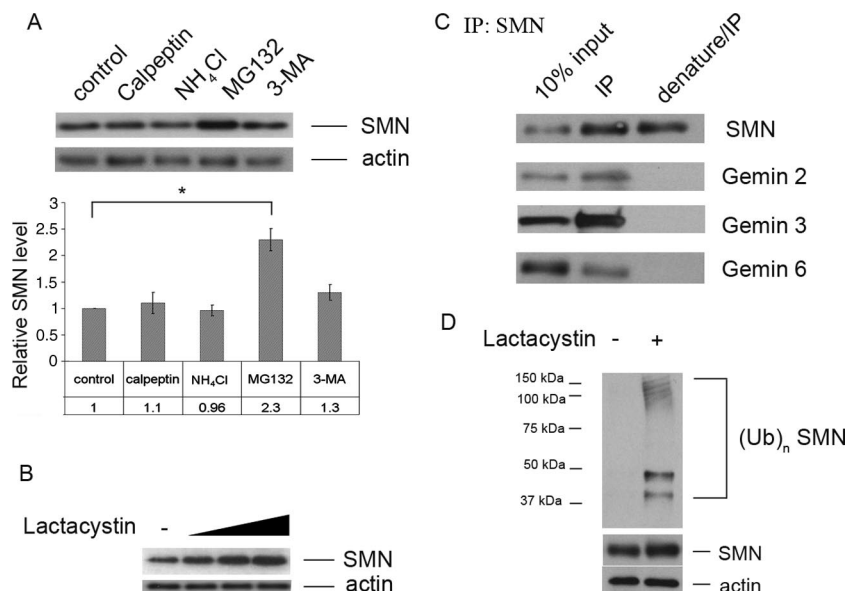 A
control
Calpeptin
NH4Cl
MG132
3-MA
SMN
actin
*
Relative SMN level
3
2.5
2
1.5
1
0.5
0
control calpeptin NH4Cl MG132 3-MA
1 1.1 0.96 2.3 1.3
B
Lactacystin -
SMN
actin
C IP: SMN
10% input
IP
denature/IP
SMN
Gemin 2
Gemin 3
Gemin 6
D
Lactacystin - +
150 kDa
100 kDa
75 kDa
50 kDa
37 kDa
(Ub)n SMN
SMN
actin